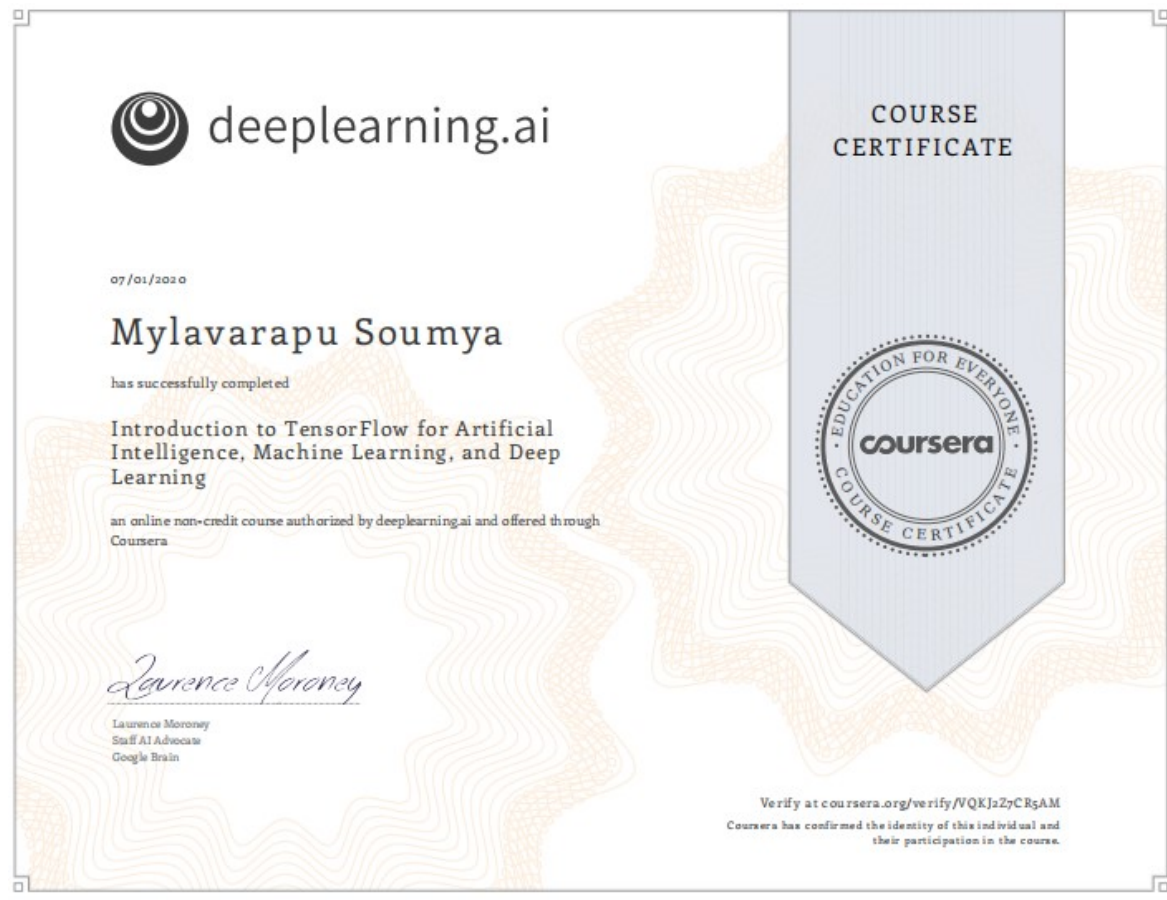 deeplearning.ai
COURSE
CERTIFICATE
07/01/2020
Mylavarapu Soumya
has successfully completed
Introduction to TensorFlow for Artificial
Intelligence, Machine Learning, and Deep
Learning
an online non-credit course authorized by deeplearning.ai and offered through
Coursera
EDUCATION FOR EVERYONE
coursera
COURSE CERTIFICATE
Laurence Moroney
Laurence Moroney
Staff AI Advocate
Google Brain
Verify at coursera.org/verify/VQKJ2Z7CR5AM
Coursera has confirmed the identity of this individual and
their participation in the course.